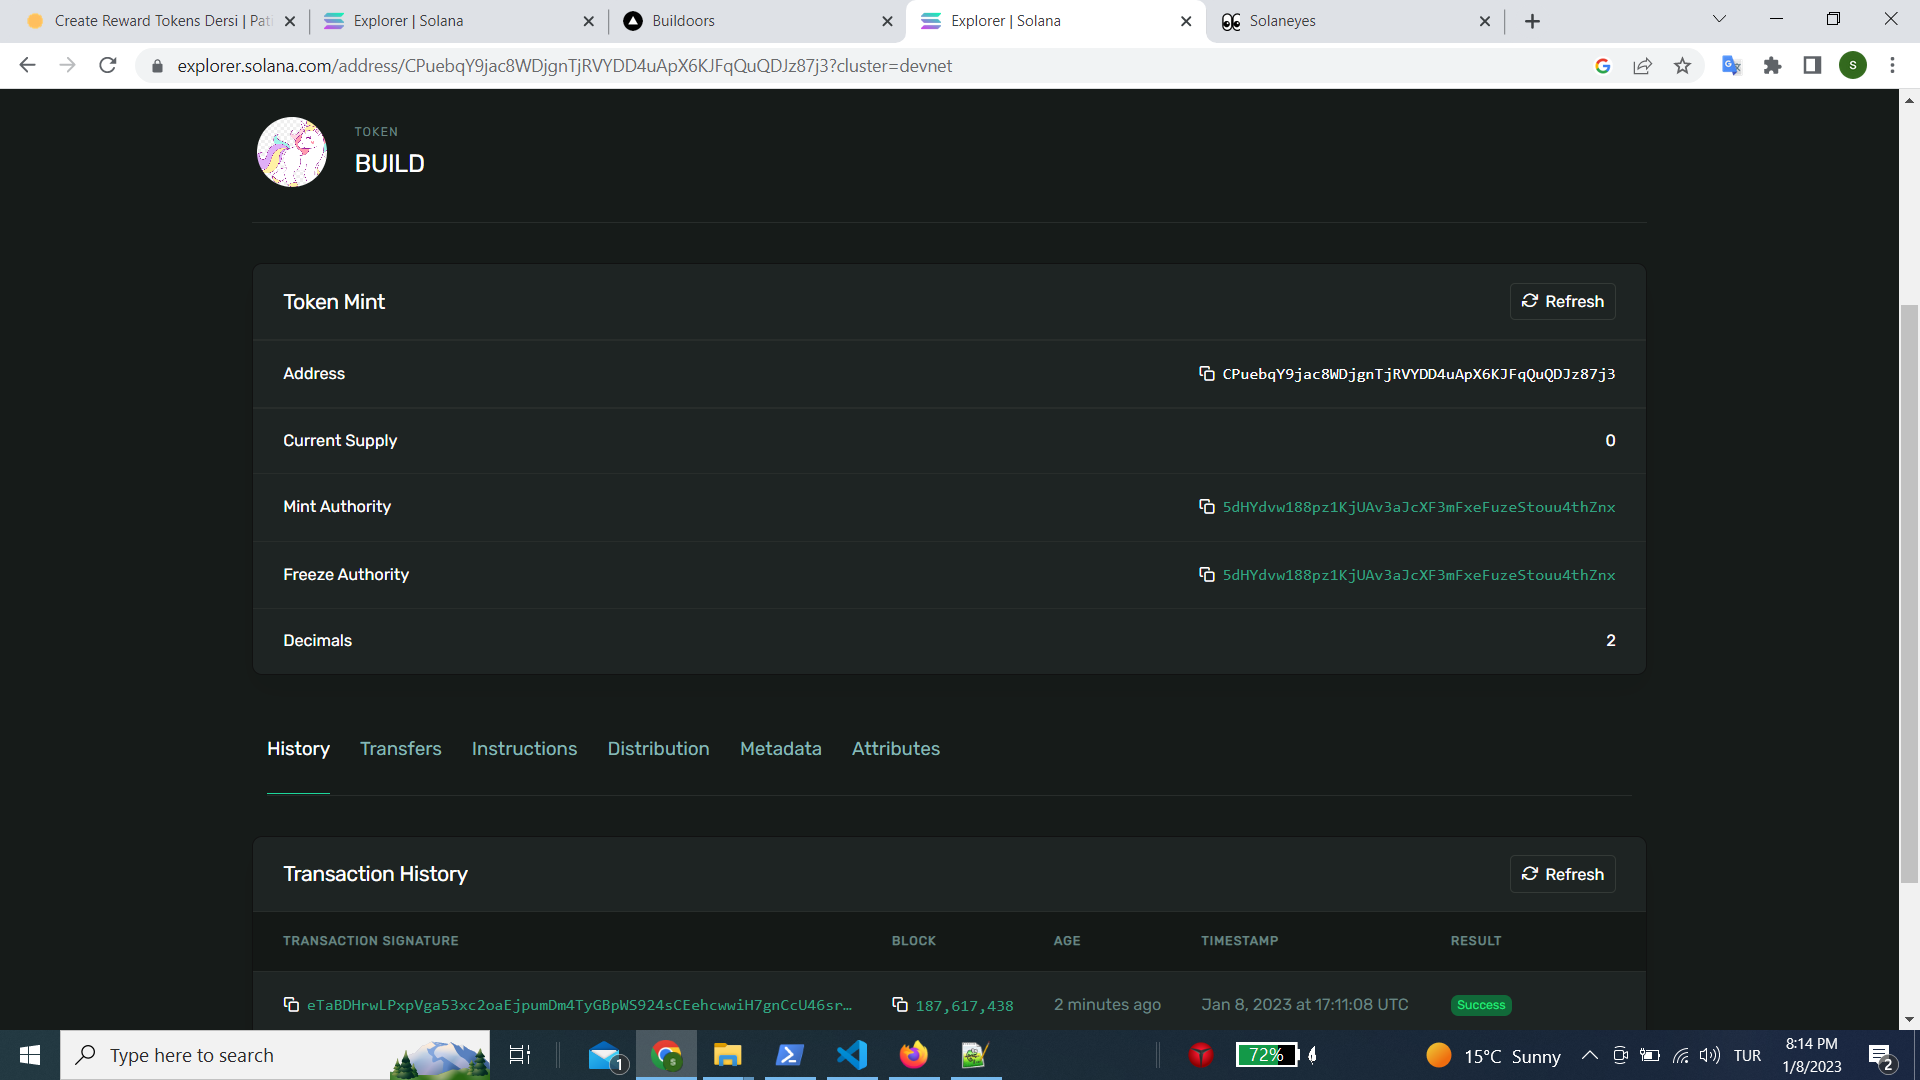 Create Reward Tokens Dersi | Pati
Explorer | Solana
Buildoors
Explorer | Solana
Solaneyes
explorer.solana.com/address/CPuebqY9jac8WDjgnTjRVYDD4uApX6KJFqQuQDJz87j3?cluster=devnet
S
TOKEN
BUILD
Token Mint
Refresh
Address
CPuebqY9jac8WDjgnTjRVYDD4uApX6KJFqQuQDJz87j3
Current Supply
0
Mint Authority
5dHYdvw188pz1KjUAv3aJcXF3mFxeFuzeStouu4thZnx
Freeze Authority
5dHYdvw188pz1KjUAv3aJcXF3mFxeFuzeStouu4thZnx
Decimals
2
History Transfers Instructions Distribution Metadata Attributes
Transaction History
Refresh
TRANSACTION SIGNATURE BLOCK AGE TIMESTAMP RESULT
eTaBDHrwLPxpVga53xc2oaEjpumDm4TyGBpWS924sCEehcwwiH7gnCcU46sr… 187,617,438 2 minutes ago Jan 8, 2023 at 17:11:08 UTC Success
Type here to search
1
72%
15°C Sunny
TUR
8:14 PM
1/8/2023
2